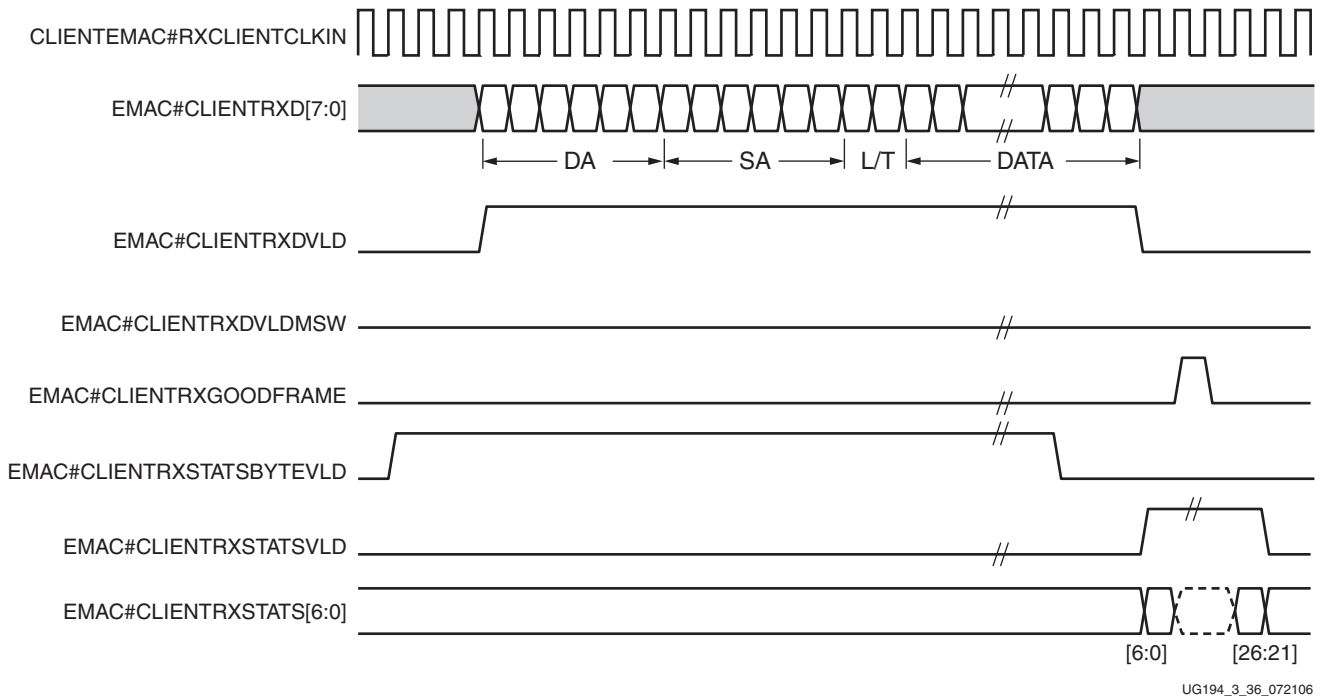 CLIENTEMAC#RXCLIENTCLKIN
EMAC#CLIENTRXD[7:0]
DA SA L/T DATA
EMAC#CLIENTRXDVLD
EMAC#CLIENTRXDVLDMSW
EMAC#CLIENTRXGOODFRAME
EMAC#CLIENTRXSTATSBYTEVLD
EMAC#CLIENTRXSTATSVLD
EMAC#CLIENTRXSTATS[6:0]
[6:0] [26:21]
UG194_3_36_072106